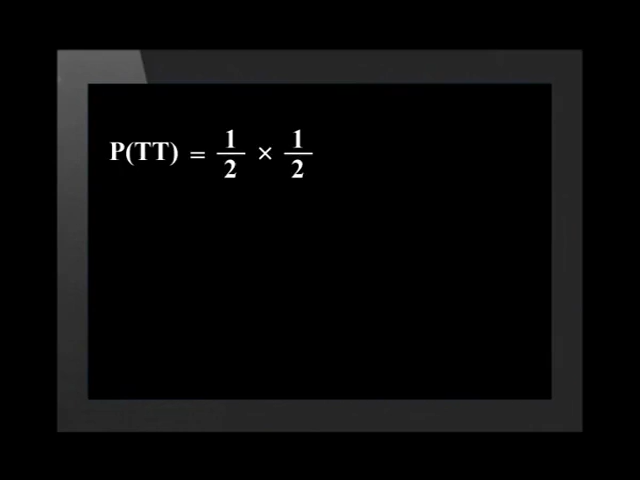 P(TT) = 1/2 × 1/2